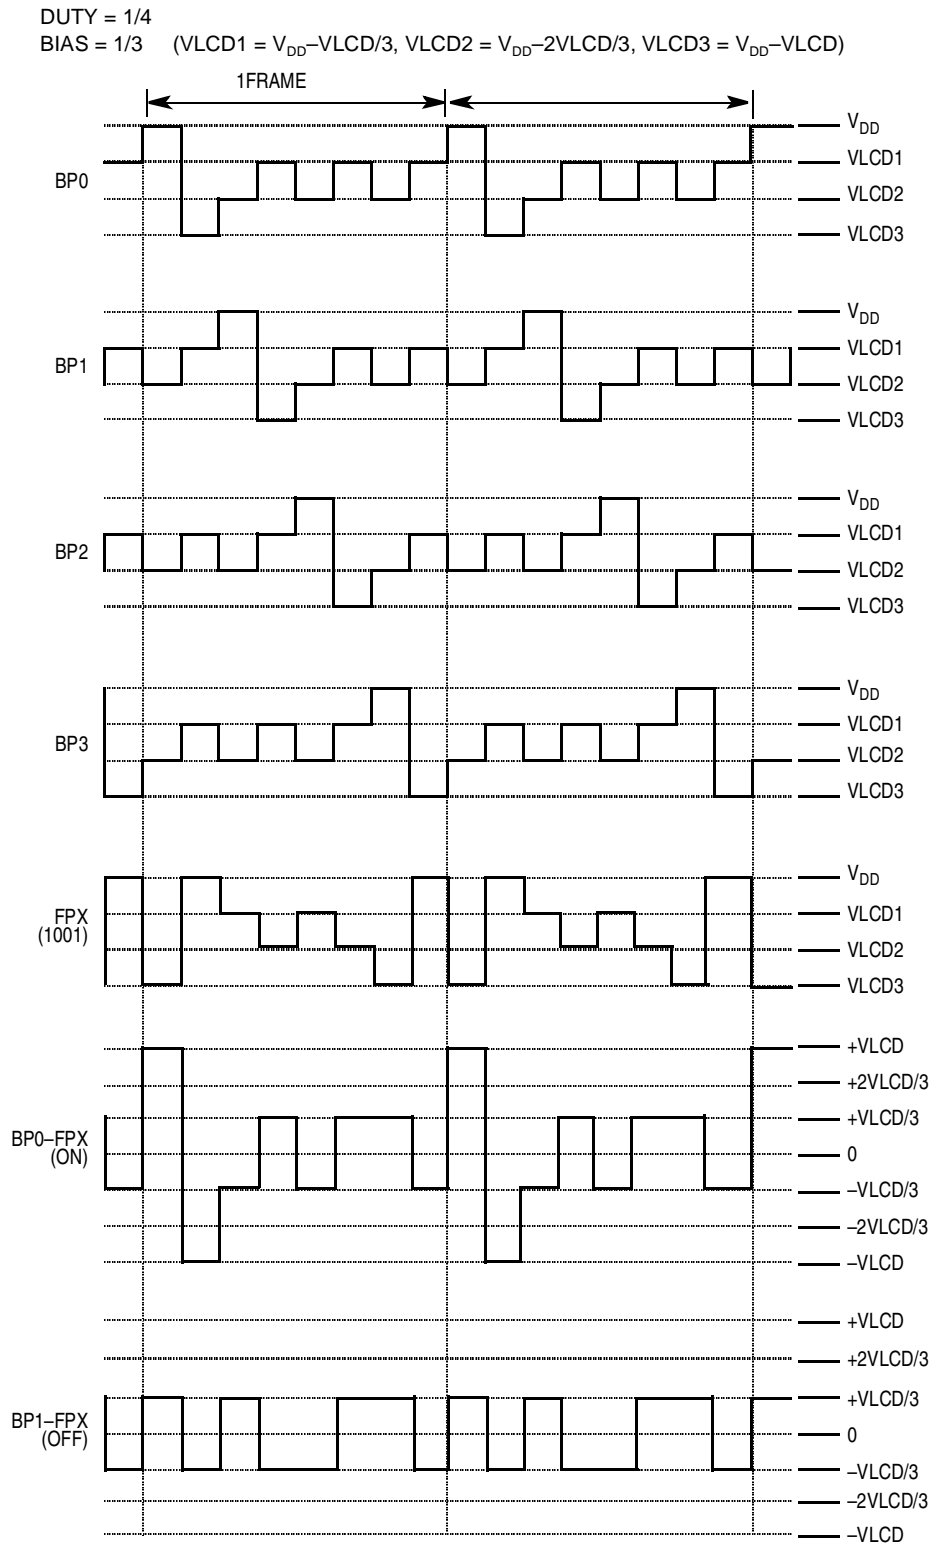 DUTY = 1/4
BIAS = 1/3 (VLCD1 = VDD–VLCD/3, VLCD2 = VDD–2VLCD/3, VLCD3 = VDD–VLCD)
1FRAME
BP0
VDD
VLCD1
VLCD2
VLCD3
BP1
VDD
VLCD1
VLCD2
VLCD3
BP2
VDD
VLCD1
VLCD2
VLCD3
BP3
VDD
VLCD1
VLCD2
VLCD3
FPX
(1001)
VDD
VLCD1
VLCD2
VLCD3
BP0–FPX
(ON)
+VLCD
+2VLCD/3
+VLCD/3
0
–VLCD/3
–2VLCD/3
–VLCD
BP1–FPX
(OFF)
+VLCD
+2VLCD/3
+VLCD/3
0
–VLCD/3
–2VLCD/3
–VLCD